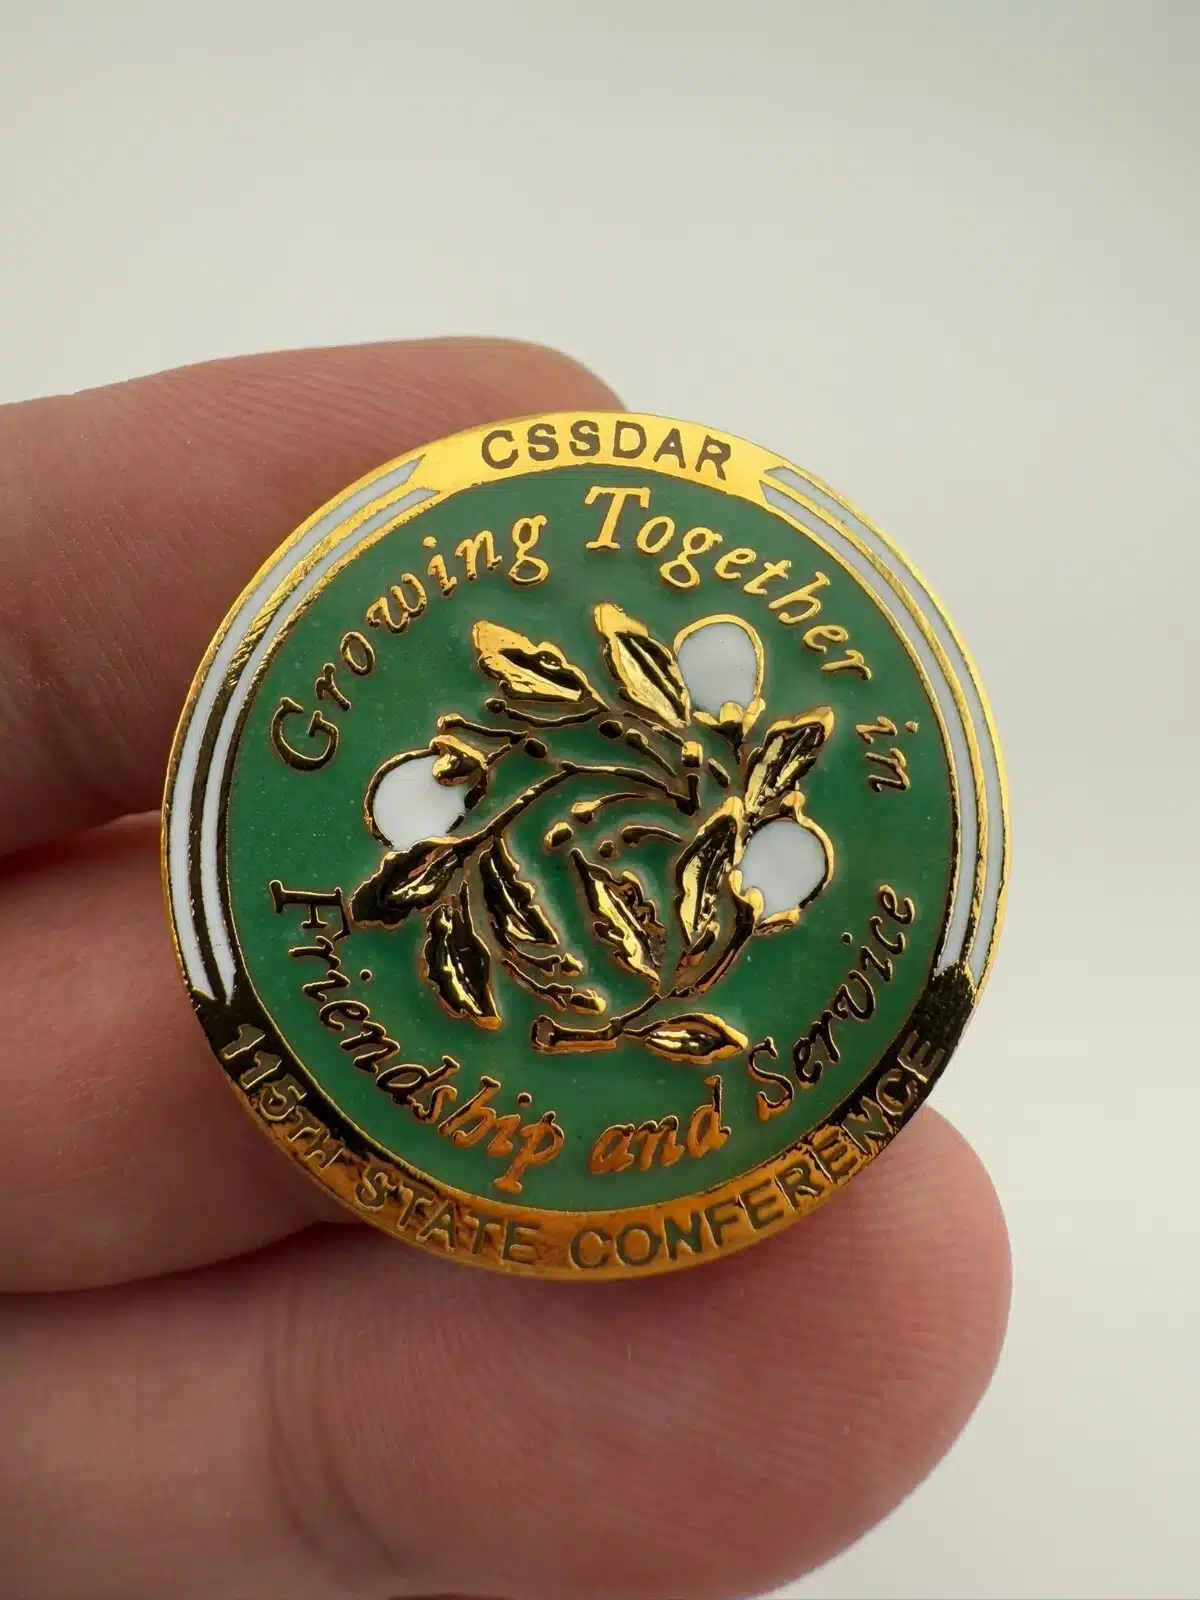 CSSDAR
Growing Together in
Friendship and Service
115TH STATE CONFERENCE